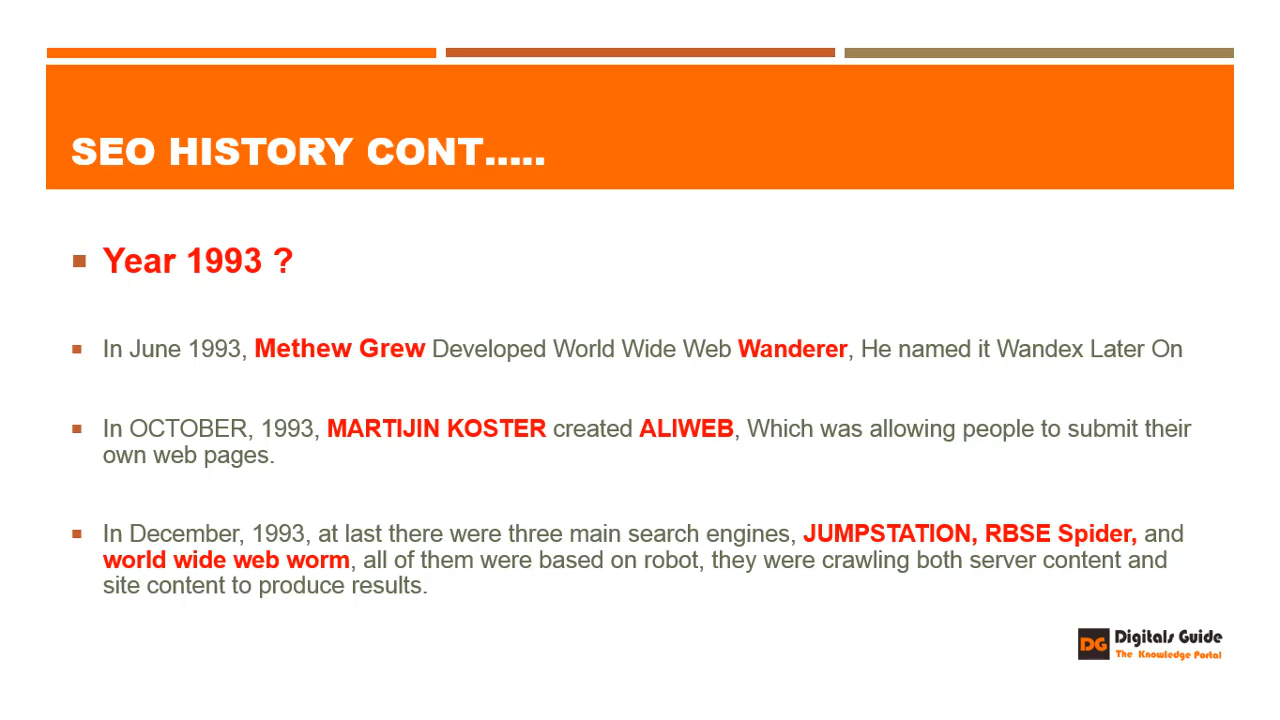 SEO HISTORY CONT.....
Year 1993 ?
In June 1993, Methew Grew Developed World Wide Web Wanderer, He named it Wandex Later On
In OCTOBER, 1993, MARTIJIN KOSTER created ALIWEB, Which was allowing people to submit their
own web pages.
In December, 1993, at last there were three main search engines, JUMPSTATION, RBSE Spider, and
world wide web worm, all of them were based on robot, they were crawling both server content and
site content to produce results.
DG Digitals Guide
The Knowledge Portal